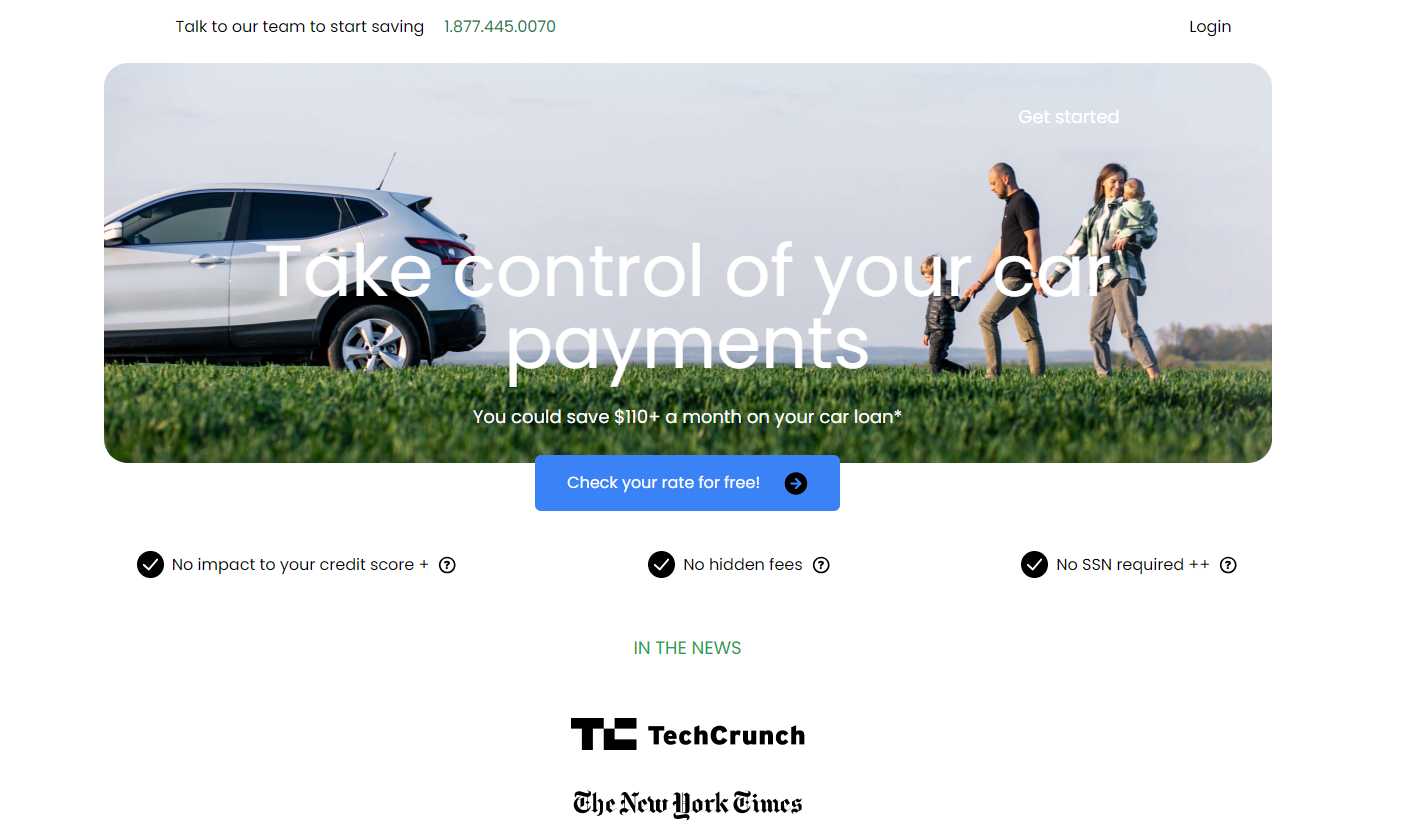 Talk to our team to start saving 1.877.445.0070 Login
Get started
Take control of your car
payments
You could save $110+ a month on your car loan*
Check your rate for free!
No impact to your credit score + ? No hidden fees ? No SSN required ++ ?
IN THE NEWS
TC TechCrunch
The New York Times